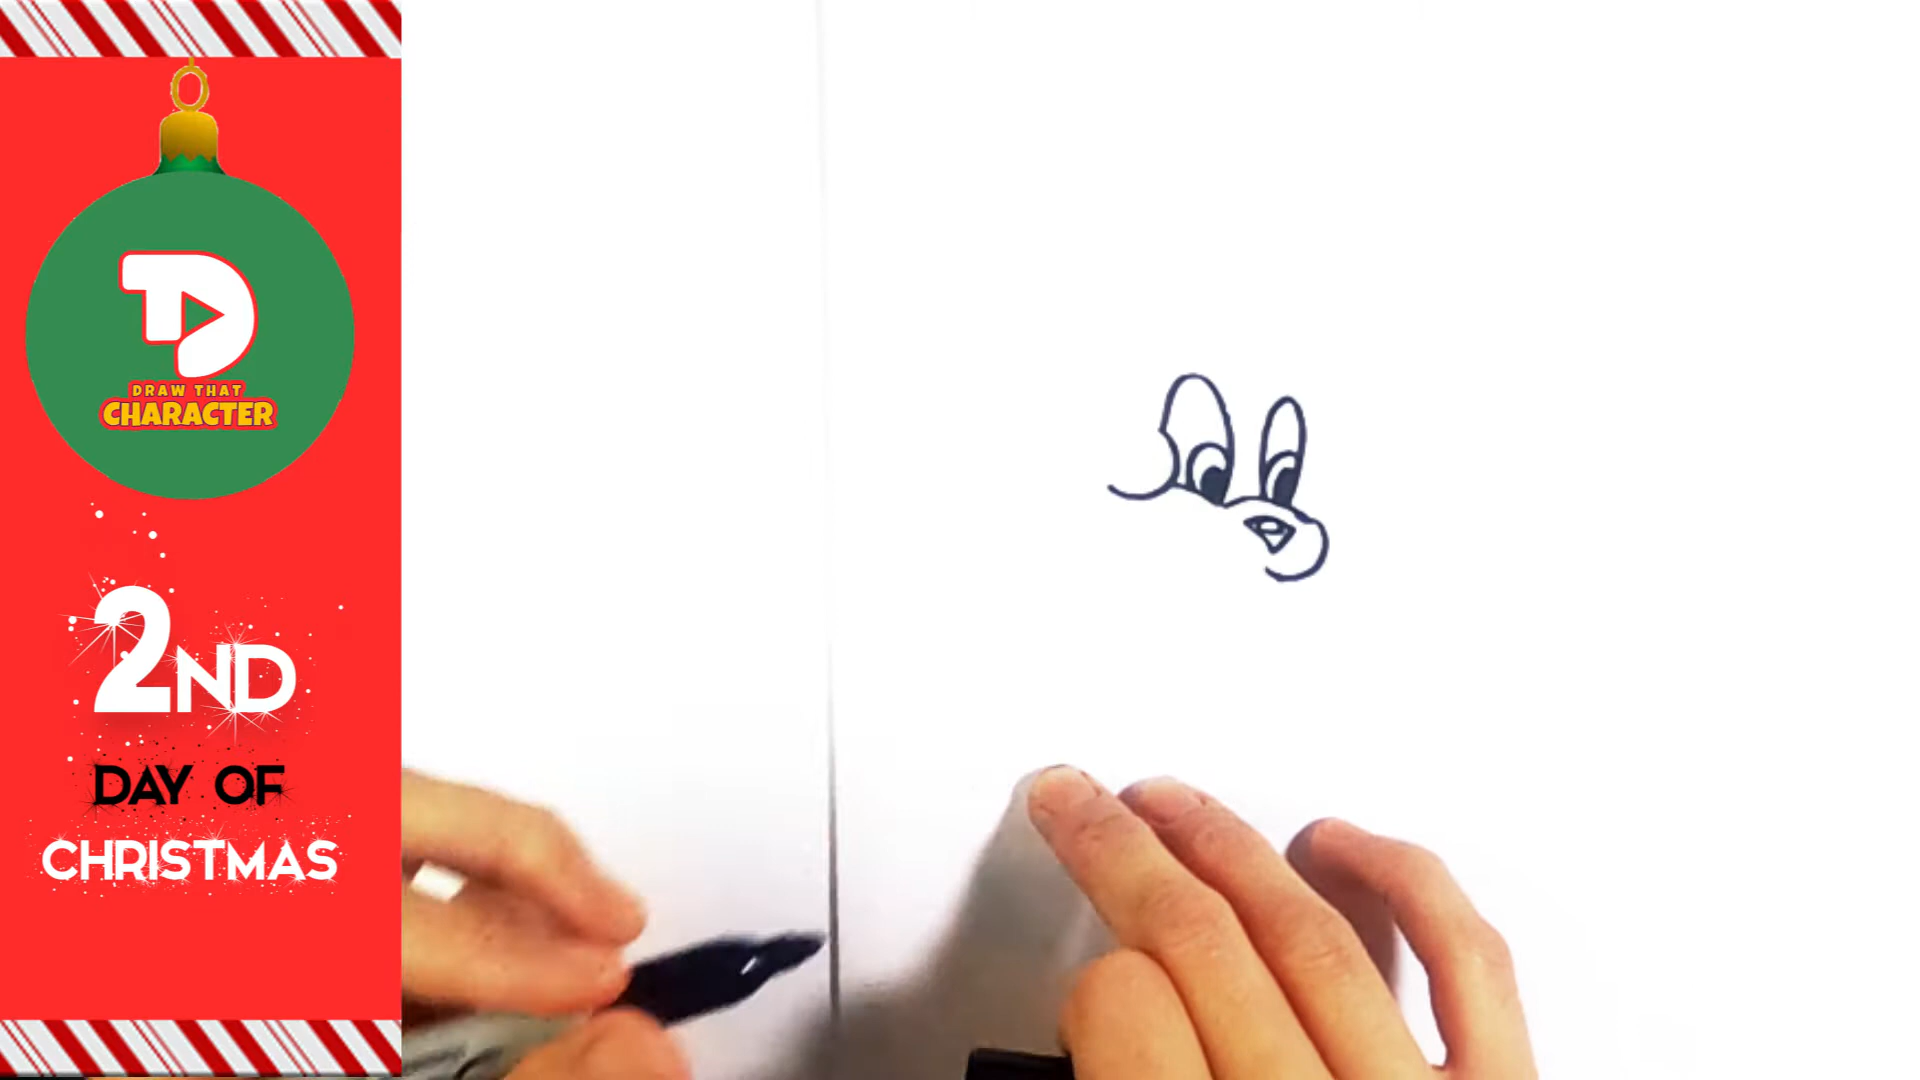 DRAW THAT
CHARACTER
2ND
DAY OF
CHRISTMAS